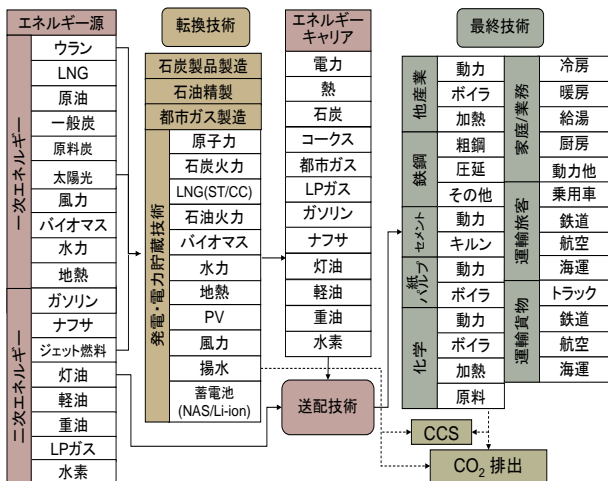 エネルギー源
一次エネルギー
ウラン
LNG
原油
一般炭
原料炭
太陽光
風力
バイオマス
水力
地熱
二次エネルギー
ガソリン
ナフサ
ジェット燃料
灯油
軽油
重油
LPガス
水素
転換技術
石炭製品製造
石油精製
都市ガス製造
発電・電力貯蔵技術
原子力
石炭火力
LNG(ST/CC)
石油火力
バイオマス
水力
地熱
PV
風力
揚水
蓄電池
(NAS/Li-ion)
エネルギー
キャリア
電力
熱
石炭
コークス
都市ガス
LPガス
ガソリン
ナフサ
灯油
軽油
重油
水素
送配技術
最終技術
他産業
動力
ボイラ
加熱
鉄鋼
粗鋼
圧延
その他
セメント
動力
キルン
紙
パルプ
動力
ボイラ
化学
動力
ボイラ
加熱
原料
家庭/業務
冷房
暖房
給湯
厨房
動力他
運輸旅客
乗用車
鉄道
航空
海運
運輸貨物
トラック
鉄道
航空
海運
CCS
CO₂ 排出